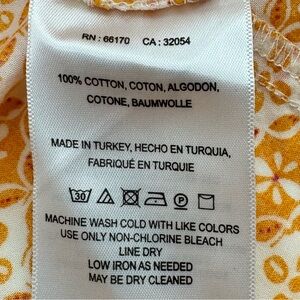 RN: 66170 CA: 32054
100% COTTON, COTON, ALGODON,
COTONE, BAUMWOLLE
MADE IN TURKEY, HECHO EN TURQUIA,
FABRIQUÉ EN TURQUIE
30 P
MACHINE WASH COLD WITH LIKE COLORS
USE ONLY NON-CHLORINE BLEACH
LINE DRY
LOW IRON AS NEEDED
MAY BE DRY CLEANED